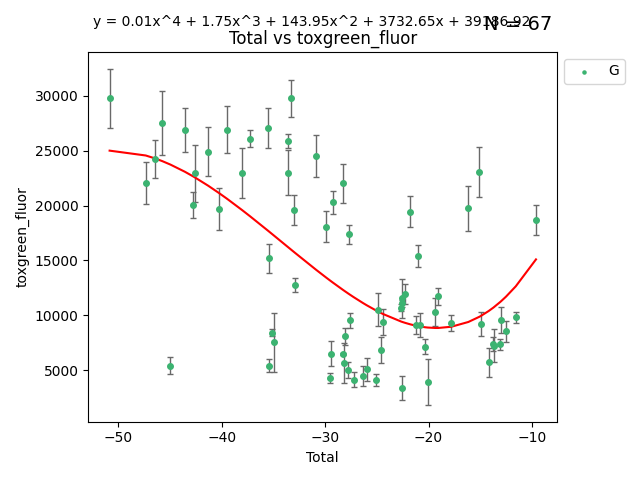 y = 0.01x^4 + 1.75x^3 + 143.95x^2 + 3732.65x + 39186.92
N = 67
Total vs toxgreen_fluor
G
30000
25000
20000
15000
10000
5000
toxgreen_fluor
−50 −40 −30 −20 −10
Total